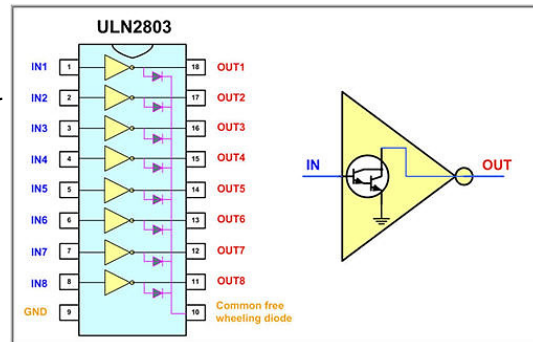 ULN2803
IN1 1 18 OUT1
IN2 2 17 OUT2
IN3 3 16 OUT3
IN4 4 15 OUT4
IN5 5 14 OUT5
IN6 6 13 OUT6
IN7 7 12 OUT7
IN8 8 11 OUT8
GND 9 10 Common free
wheeling diode
IN OUT